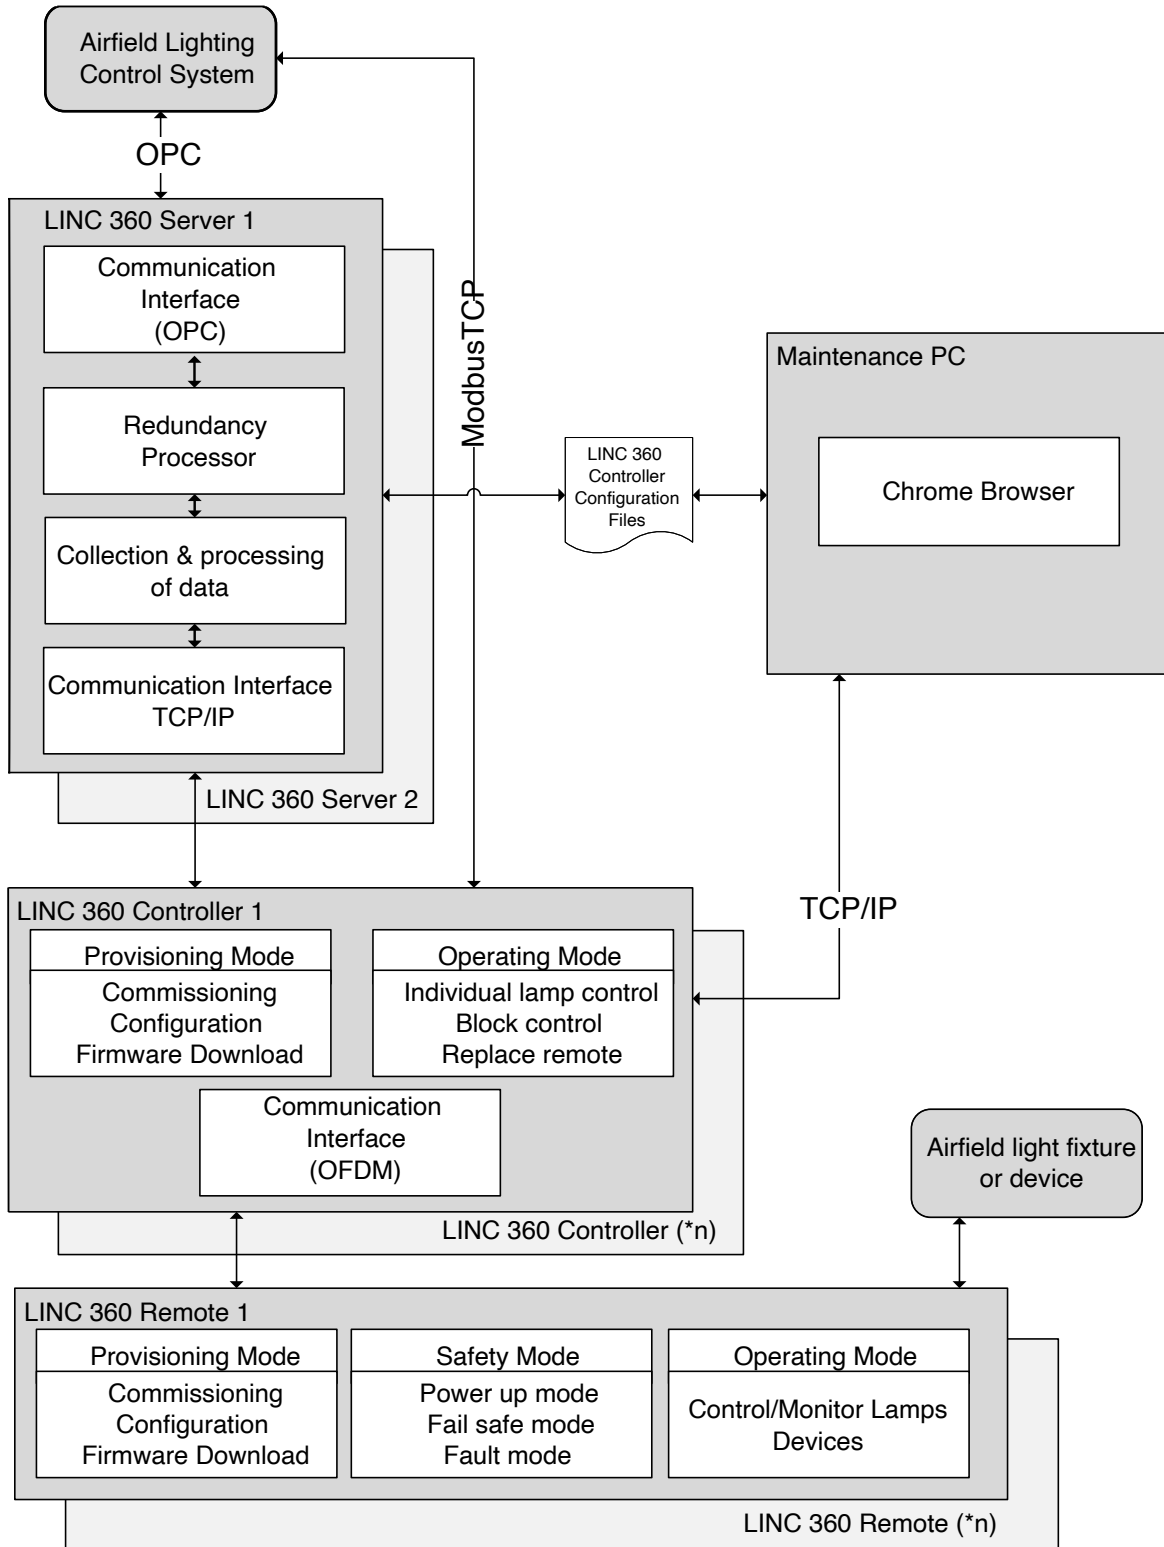 Airfield Lighting
Control System
OPC
LINC 360 Server 1
Communication
Interface
(OPC)
Redundancy
Processor
Collection & processing
of data
Communication Interface
TCP/IP
LINC 360 Server 2
ModbusTCP
LINC 360
Controller
Configuration
Files
Maintenance PC
Chrome Browser
TCP/IP
LINC 360 Controller 1
Provisioning Mode
Commissioning
Configuration
Firmware Download
Operating Mode
Individual lamp control
Block control
Replace remote
Communication
Interface
(OFDM)
LINC 360 Controller (*n)
Airfield light fixture
or device
LINC 360 Remote 1
Provisioning Mode
Commissioning
Configuration
Firmware Download
Safety Mode
Power up mode
Fail safe mode
Fault mode
Operating Mode
Control/Monitor Lamps
Devices
LINC 360 Remote (*n)